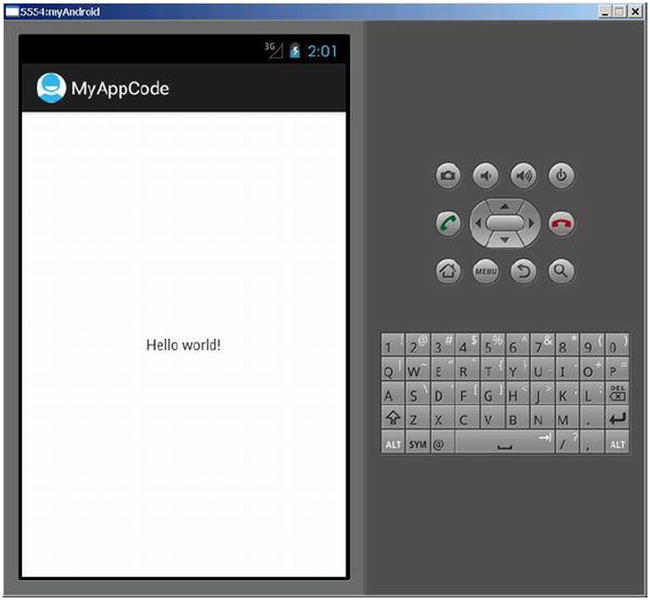 5554:myAndroid
3G 2:01
MyAppCode
Hello world!
MENU
1 ! 2 @ 3 # 4 $ 5 % 6 ^ 7 & 8 * 9 ( 0 )
Q | W ~ E " R ` T { Y } U _ I - O + P =
A S \ D ' F [ G ] H < J > K ; L : DEL
Z X C V B N M .
ALT SYM @ / ? , ALT